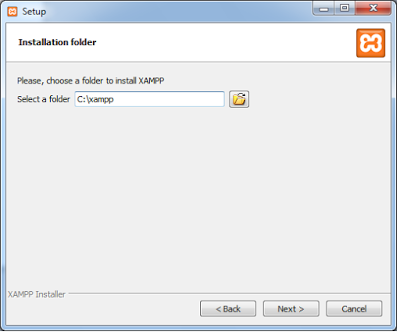 Setup
Installation folder
Please, choose a folder to install XAMPP
Select a folder C:\xampp
XAMPP Installer
< Back Next > Cancel